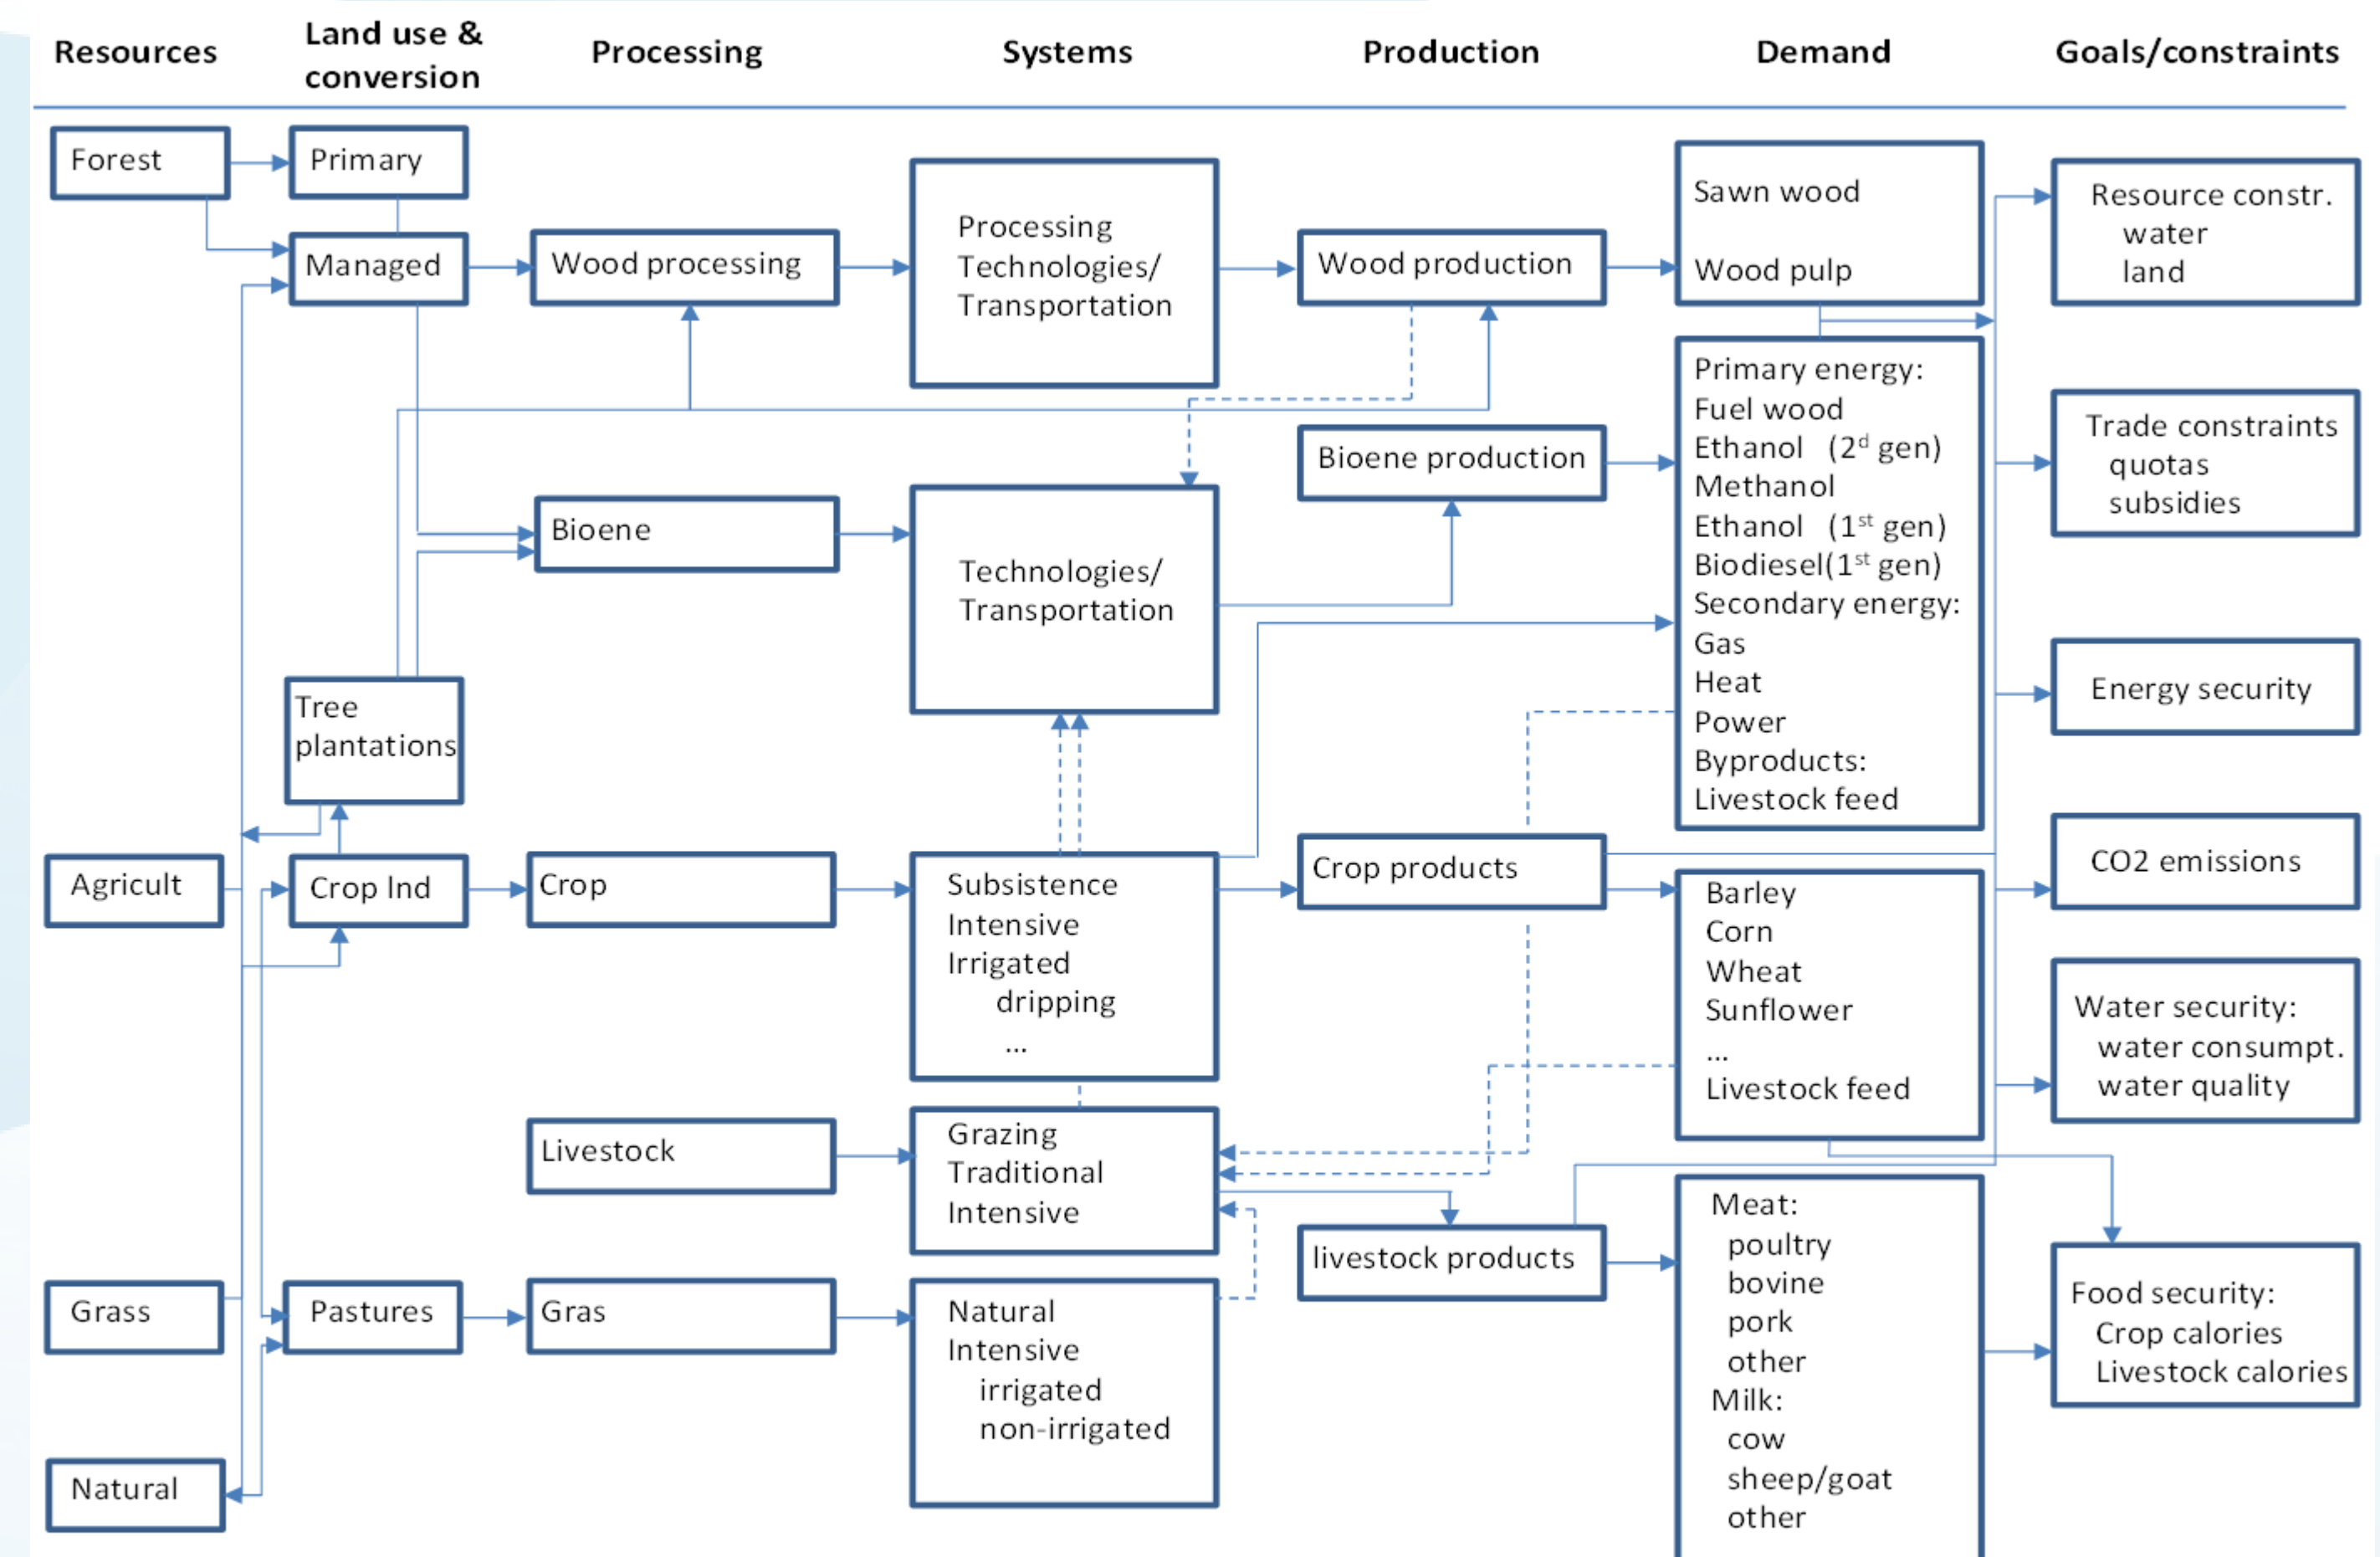 Resources
Land use &
conversion
Processing
Systems
Production
Demand
Goals/constraints
Forest
Primary
Managed
Tree
plantations
Agricult
Crop lnd
Grass
Pastures
Natural
Wood processing
Bioene
Crop
Livestock
Gras
Processing
Technologies/
Transportation
Technologies/
Transportation
Subsistence
Intensive
Irrigated
dripping
...
Grazing
Traditional
Intensive
Natural
Intensive
irrigated
non-irrigated
Wood production
Bioene production
Crop products
livestock products
Sawn wood
Wood pulp
Primary energy:
Fuel wood
Ethanol (2d gen)
Methanol
Ethanol (1st gen)
Biodiesel(1st gen)
Secondary energy:
Gas
Heat
Power
Byproducts:
Livestock feed
Barley
Corn
Wheat
Sunflower
...
Livestock feed
Meat:
poultry
bovine
pork
other
Milk:
cow
sheep/goat
other
Resource constr.
water
land
Trade constraints
quotas
subsidies
Energy security
CO2 emissions
Water security:
water consumpt.
water quality
Food security:
Crop calories
Livestock calories